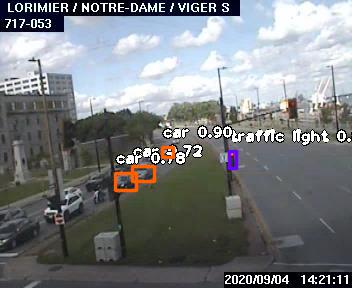 LORIMIER / NOTRE-DAME / VIGER S
717-053
car 0.90
traffic light 0.
car 0.72
car 0.78
2020/09/04 14:21:11